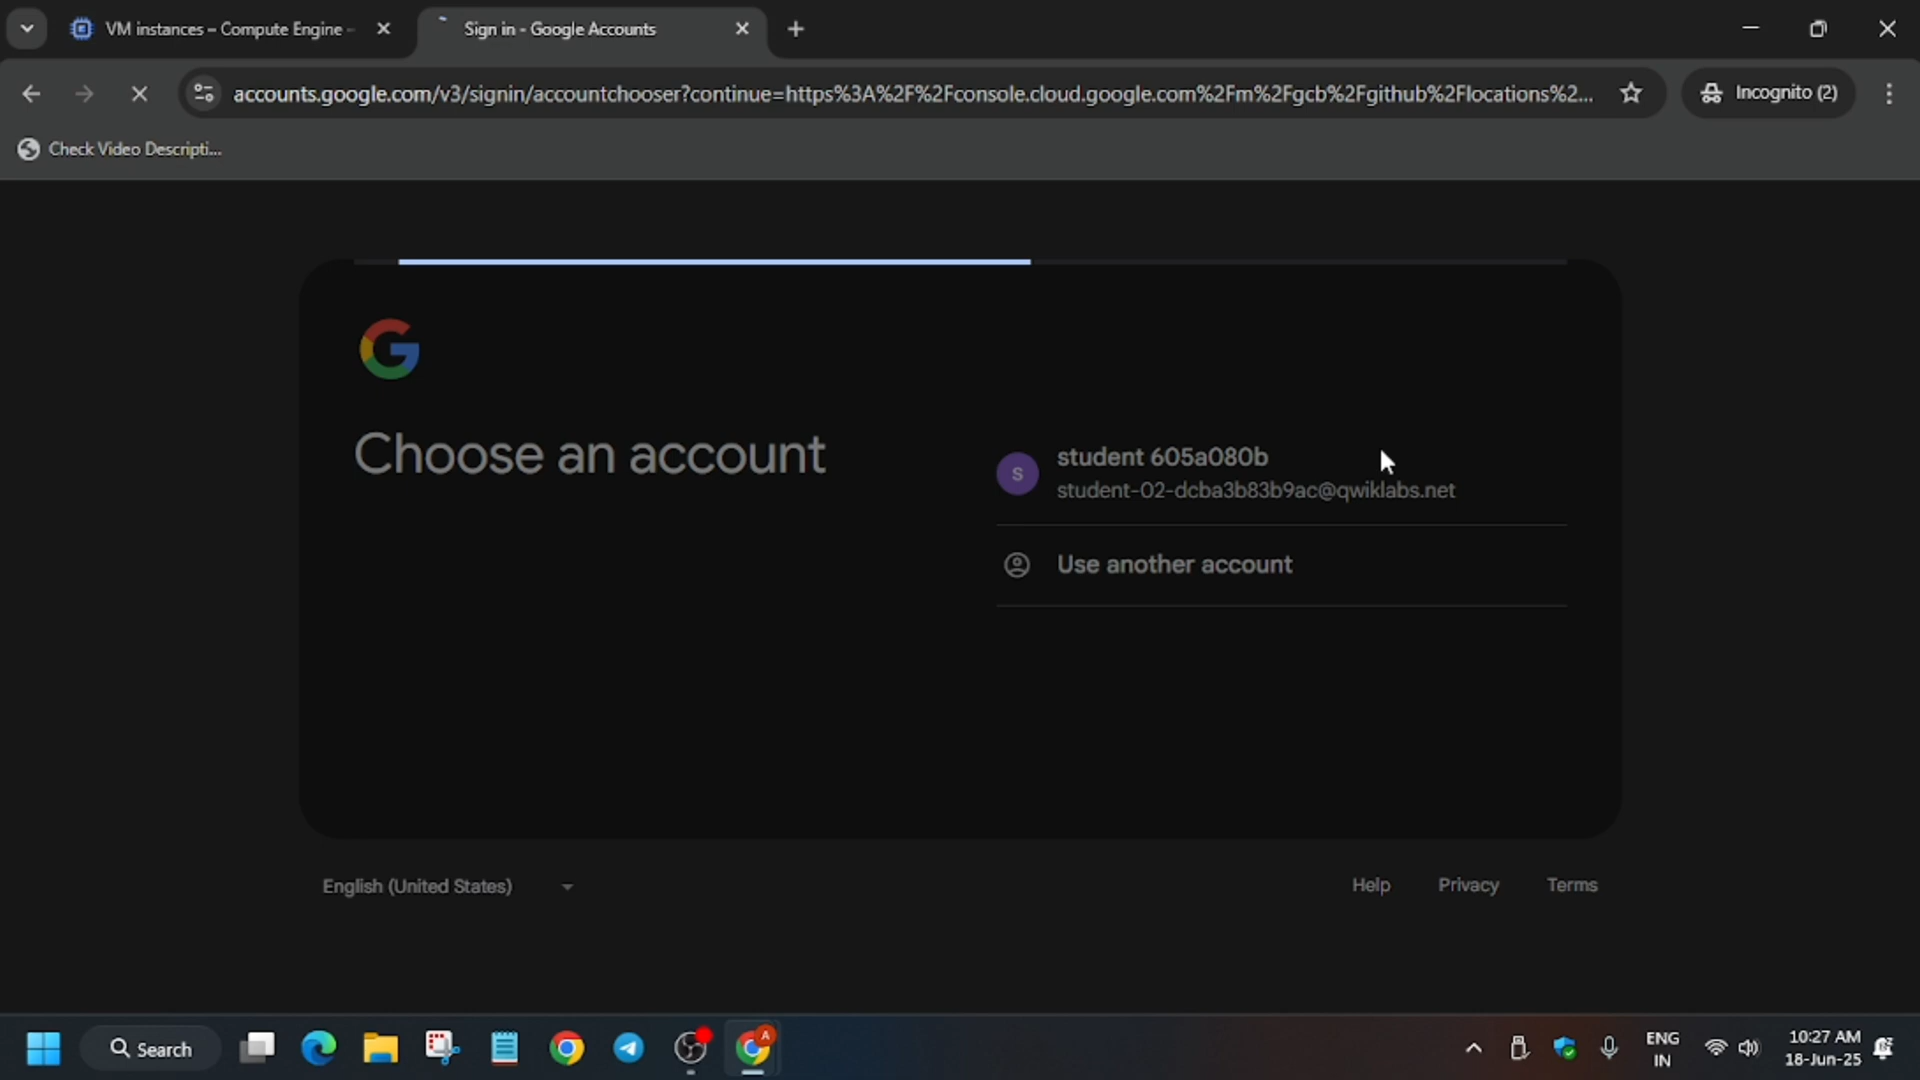 VM instances – Compute Engine –
Sign in - Google Accounts
accounts.google.com/v3/signin/accountchooser?continue=https%3A%2F%2Fconsole.cloud.google.com%2Fm%2Fgcb%2Fgithub%2Flocations%2...
Incognito (2)
Check Video Descripti...
Choose an account
S
student 605a080b
student-02-dcba3b83b9ac@qwiklabs.net
Use another account
English (United States)
Help
Privacy
Terms
Search
A
ENG
IN
10:27 AM
18-Jun-25